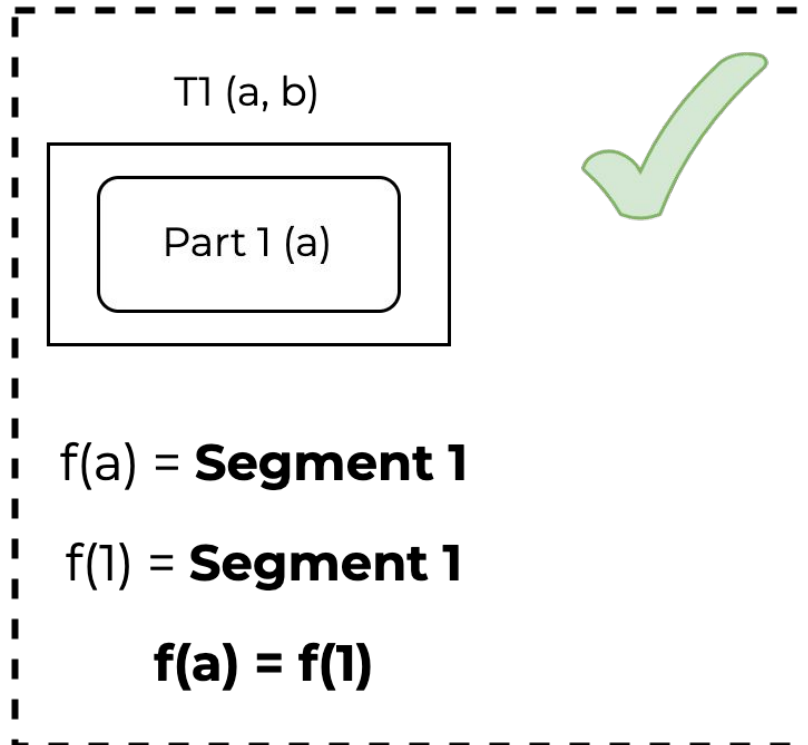 T1 (a, b)
Part 1 (a)
f(a) = Segment 1
f(1) = Segment 1
f(a) = f(1)